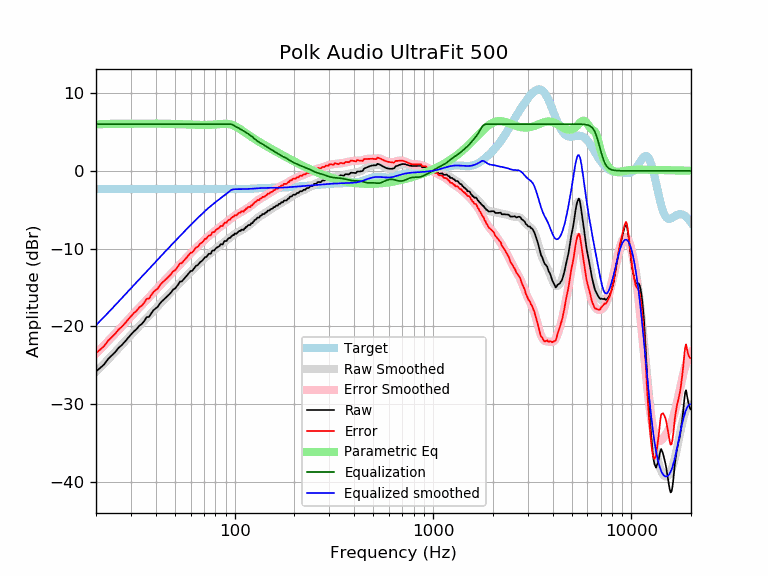 Polk Audio UltraFit 500
10
0
−10
−20
−30
−40
Amplitude (dBr)
Target
Raw Smoothed
Error Smoothed
Raw
Error
Parametric Eq
Equalization
Equalized smoothed
100
1000
10000
Frequency (Hz)